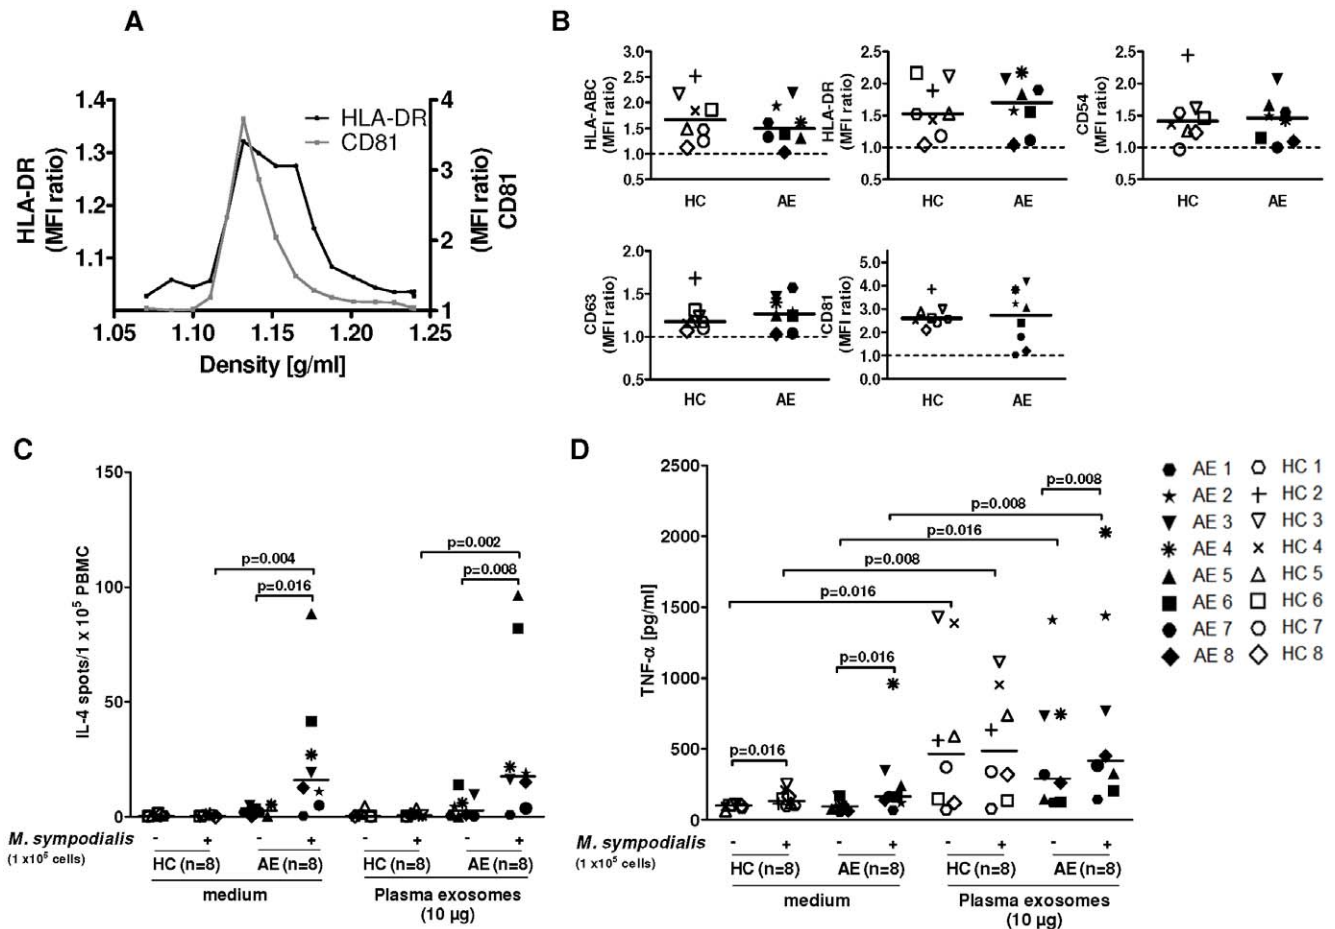 A
1.4
1.3
1.2
1.1
HLA-DR
(MFI ratio)
HLA-DR
CD81
4
3
2
1
(MFI ratio)
CD81
1.05
1.10
1.15
1.20
1.25
Density [g/ml]
B
HLA-ABC
(MFI ratio)
3.0
2.5
2.0
1.5
1.0
0.5
HC
AE
HLA-DR
(MFI ratio)
2.5
2.0
1.5
1.0
0.5
HC
AE
CD54
(MFI ratio)
2.5
2.0
1.5
1.0
0.5
HC
AE
CD63
(MFI ratio)
2.0
1.5
1.0
0.5
HC
AE
CD81
(MFI ratio)
5.0
4.0
3.0
2.0
1.0
0.0
HC
AE
C
IL-4 spots/1 x 10⁵ PBMC
150
100
50
0
p=0.004
p=0.016
p=0.002
p=0.008
M. sympodialis
(1 x10⁵ cells)
- + - + - + - +
HC (n=8) AE (n=8) HC (n=8) AE (n=8)
medium
Plasma exosomes
(10 µg)
D
TNF-α [pg/ml]
2500
2000
1500
1000
500
0
p=0.008
p=0.008
p=0.016
p=0.008
p=0.016
p=0.016
p=0.016
M. sympodialis
(1 x10⁵ cells)
- + - + - + - +
HC (n=8) AE (n=8) HC (n=8) AE (n=8)
medium
Plasma exosomes
(10 µg)
AE 1 HC 1
AE 2 HC 2
AE 3 HC 3
AE 4 HC 4
AE 5 HC 5
AE 6 HC 6
AE 7 HC 7
AE 8 HC 8